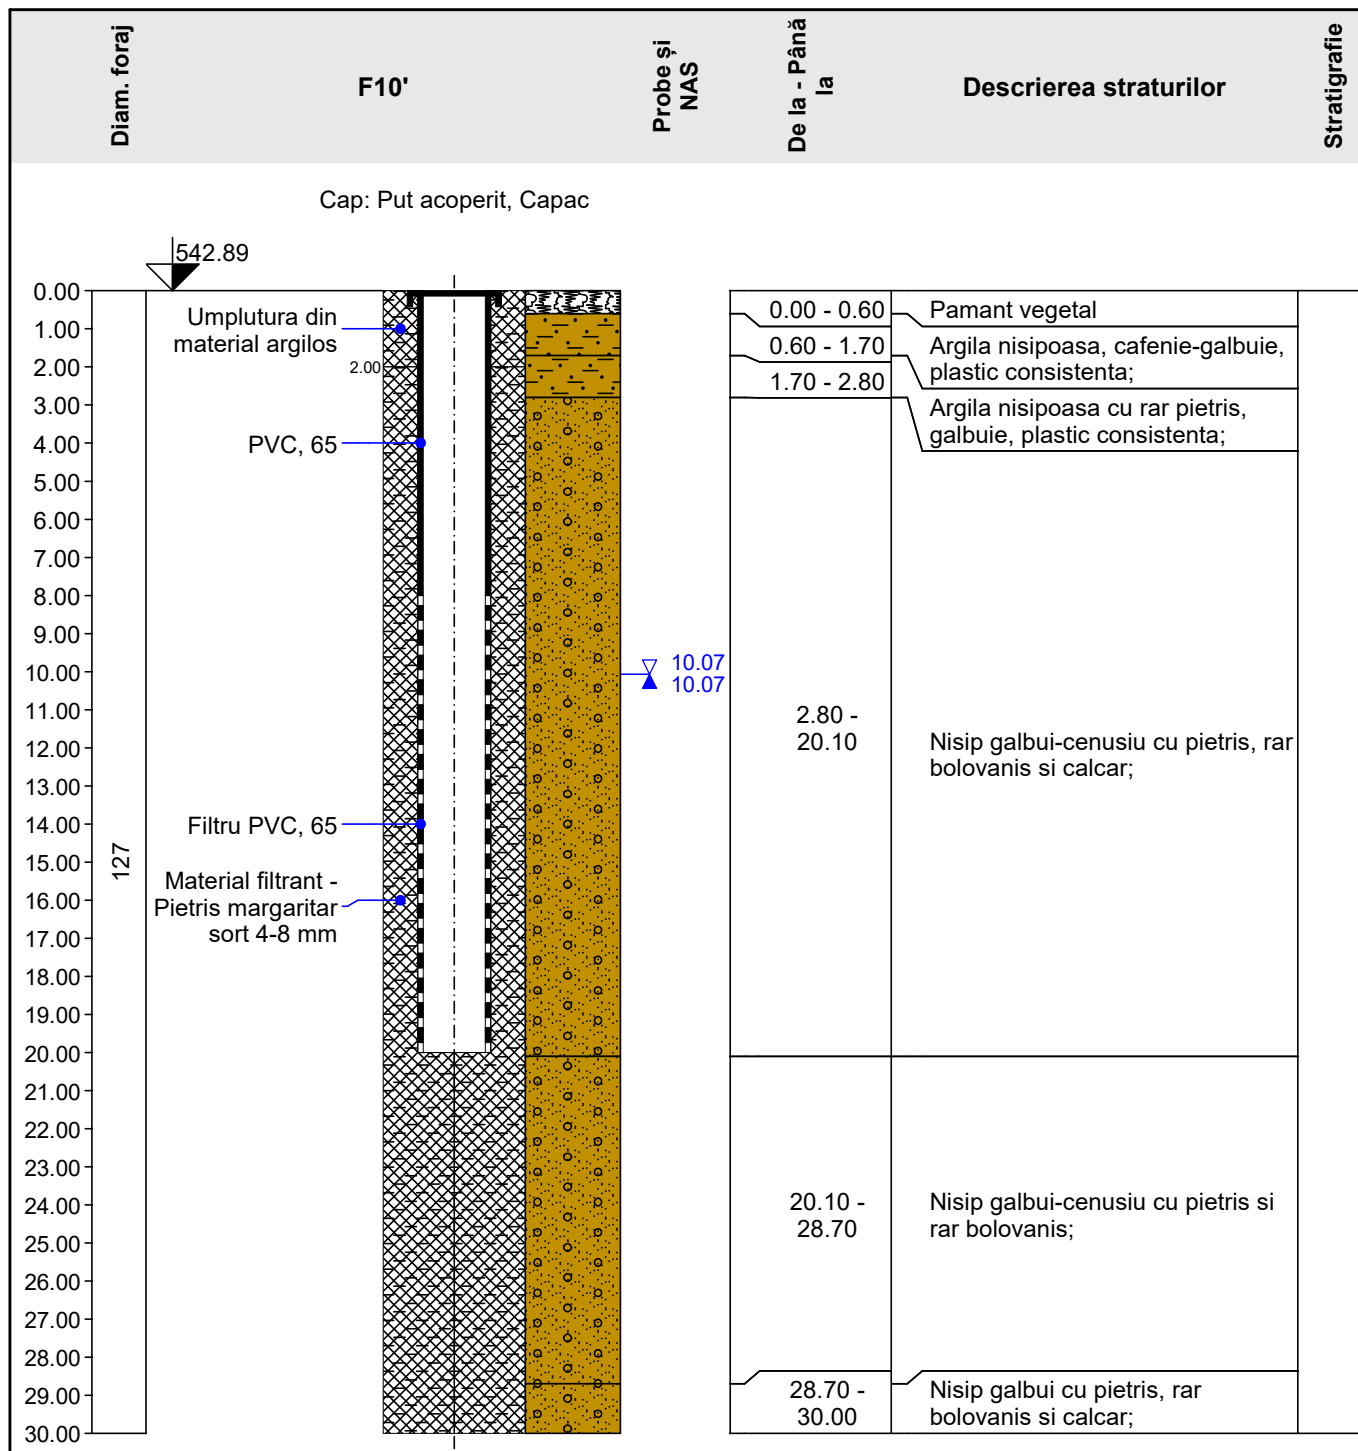 Diam. foraj
F10'
Probe și
NAS
De la - Până
la
Descrierea straturilor
Stratigrafie
Cap: Put acoperit, Capac
542.89
0.00
1.00
2.00
3.00
4.00
5.00
6.00
7.00
8.00
9.00
10.00
11.00
12.00
13.00
14.00
15.00
16.00
17.00
18.00
19.00
20.00
21.00
22.00
23.00
24.00
25.00
26.00
27.00
28.00
29.00
30.00
127
Umplutura din
material argilos
2.00
PVC, 65
Filtru PVC, 65
Material filtrant -
Pietris margaritar
sort 4-8 mm
10.07
10.07
0.00 - 0.60
Pamant vegetal
0.60 - 1.70
Argila nisipoasa, cafenie-galbuie,
plastic consistenta;
1.70 - 2.80
Argila nisipoasa cu rar pietris,
galbuie, plastic consistenta;
2.80 -
20.10
Nisip galbui-cenusiu cu pietris, rar
bolovanis si calcar;
20.10 -
28.70
Nisip galbui-cenusiu cu pietris si
rar bolovanis;
28.70 -
30.00
Nisip galbui cu pietris, rar
bolovanis si calcar;